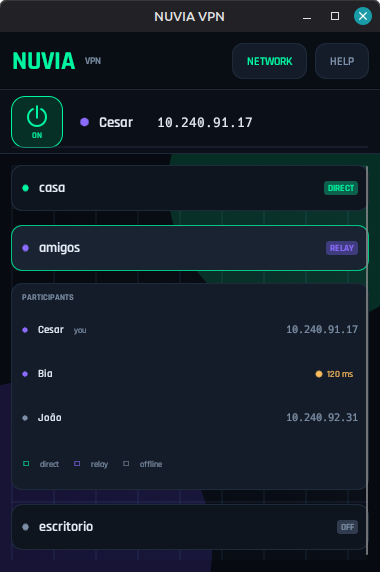 NUVIA VPN
NUVIA VPN NETWORK HELP
ON Cesar 10.240.91.17
casa DIRECT
amigos RELAY
PARTICIPANTS
Cesar you 10.240.91.17
Bia 120 ms
João 10.240.92.31
direct relay offline
escritorio OFF